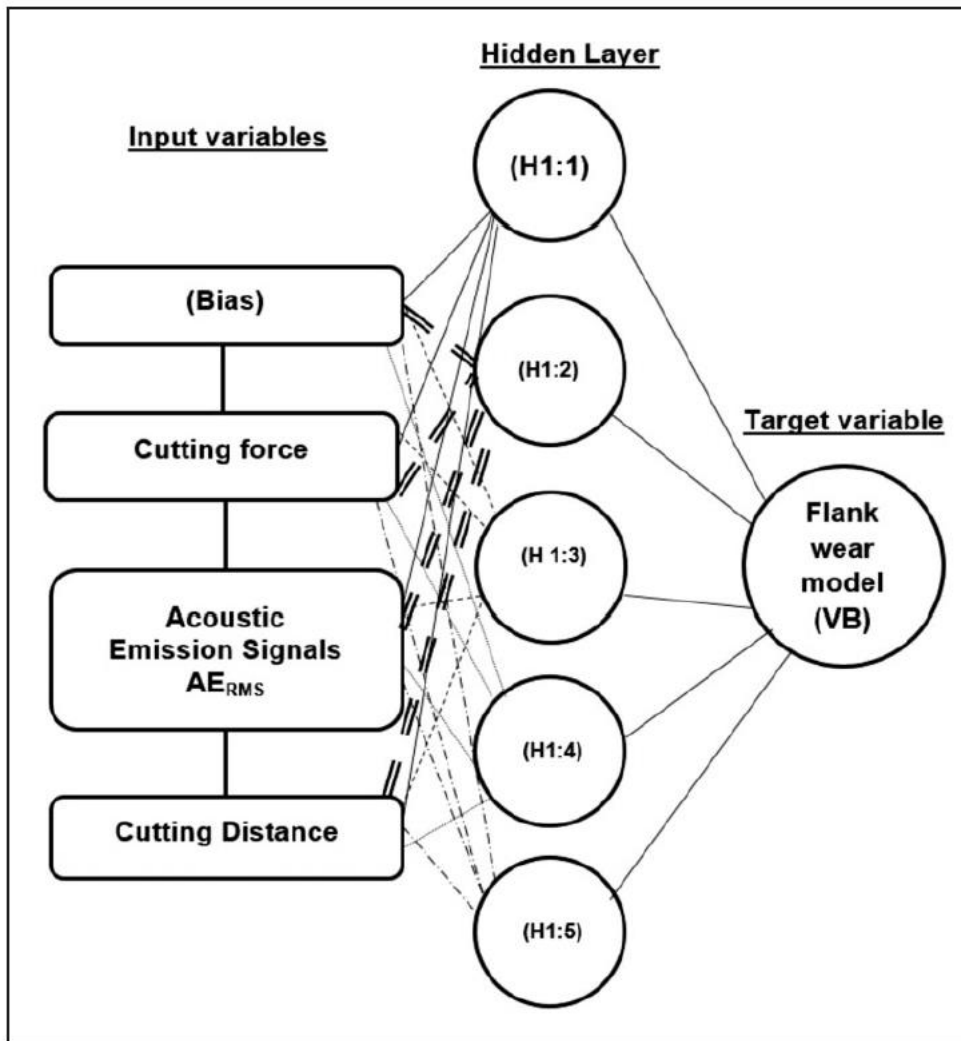 Hidden Layer
Input variables
(H1:1)
(Bias)
(H1:2)
Cutting force
Target variable
(H 1:3)
Flank
wear
model
(VB)
Acoustic
Emission Signals
AERMS
(H1:4)
Cutting Distance
(H1:5)